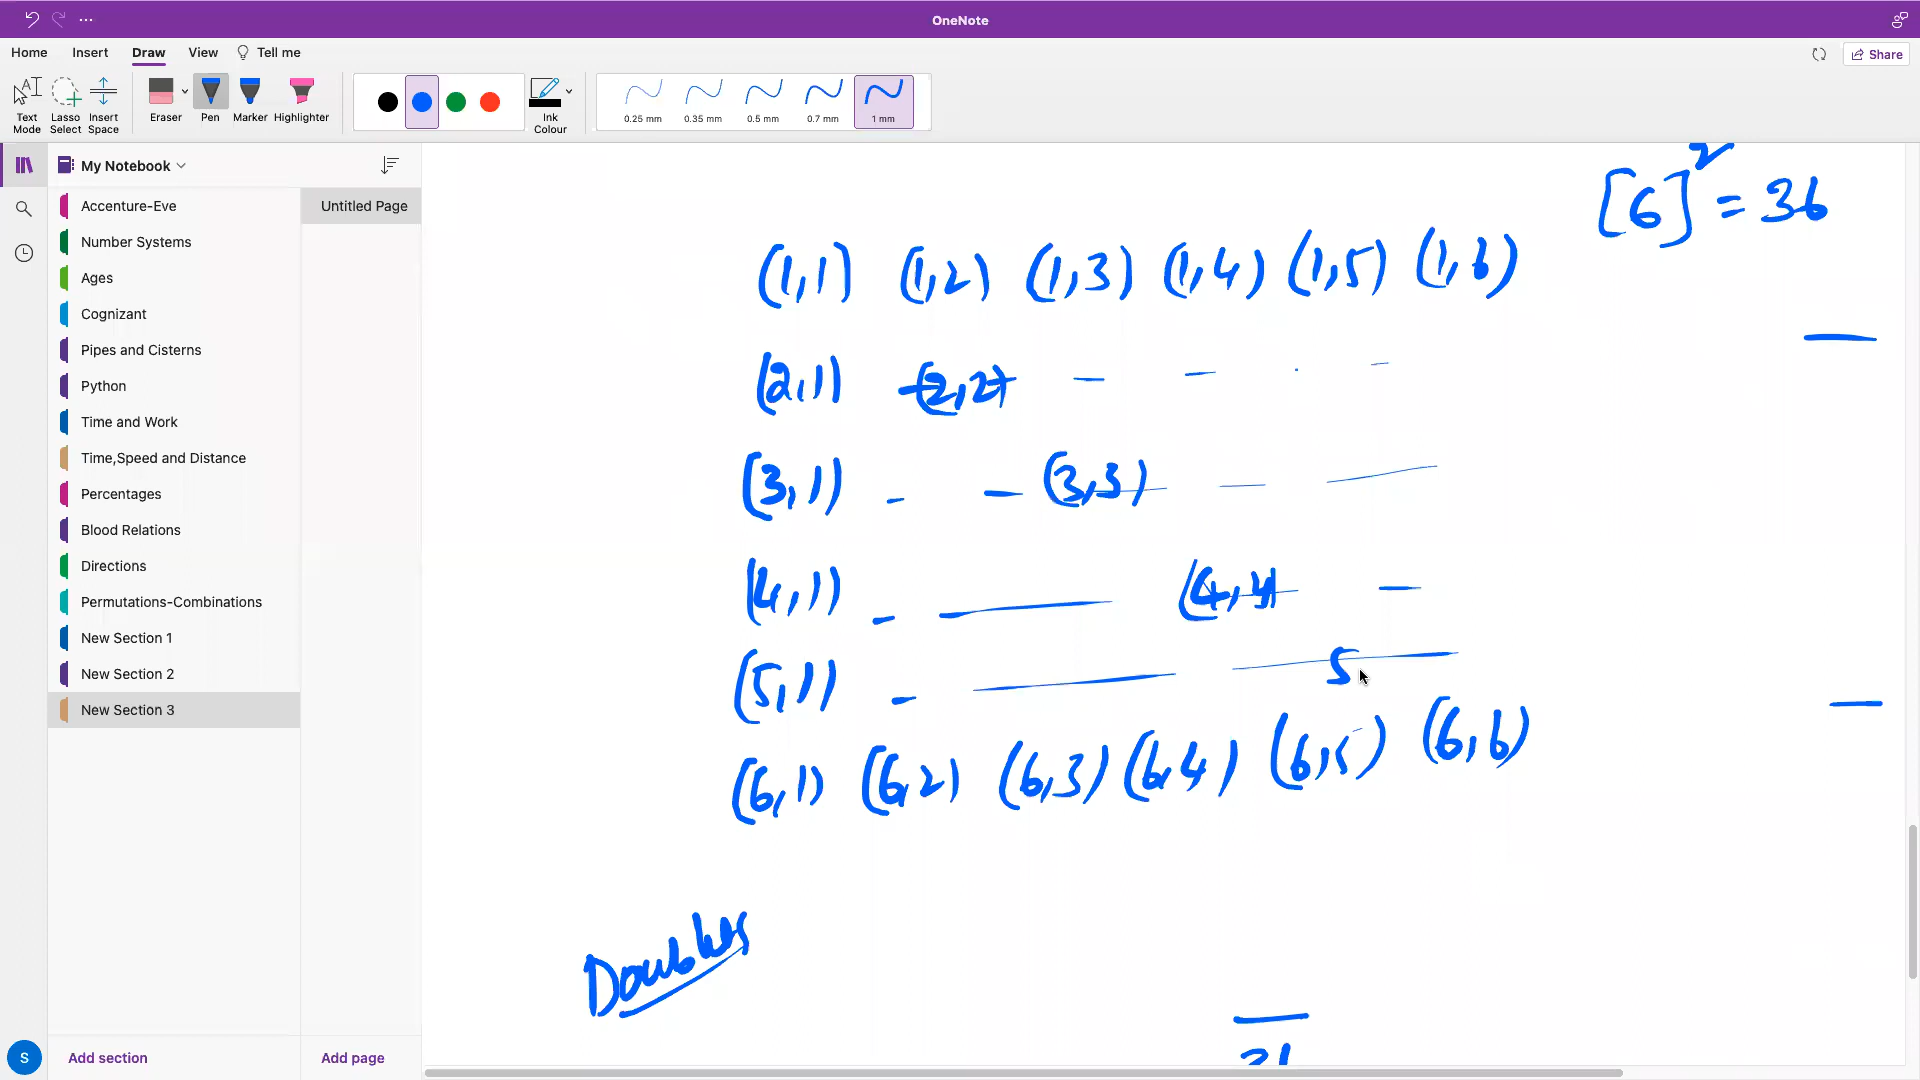 OneNote
Home Insert Draw View Tell me
Share
Text Mode
Lasso Select
Insert Space
Eraser
Pen
Marker
Highlighter
Ink Colour
0.25 mm
0.35 mm
0.5 mm
0.7 mm
1 mm
My Notebook
Accenture-Eve
Number Systems
Ages
Cognizant
Pipes and Cisterns
Python
Time and Work
Time,Speed and Distance
Percentages
Blood Relations
Directions
Permutations-Combinations
New Section 1
New Section 2
New Section 3
Add section
S
Untitled Page
Add page
[6]² = 36
(1,1) (1,2) (1,3) (1,4) (1,5) (1,6)
(2,1) (2,2) - - -
(3,1) - - (3,3) - -
(4,1) - - (4,4) -
(5,1) - - 5
(6,1) (6,2) (6,3) (6,4) (6,5) (6,6)
Doubles